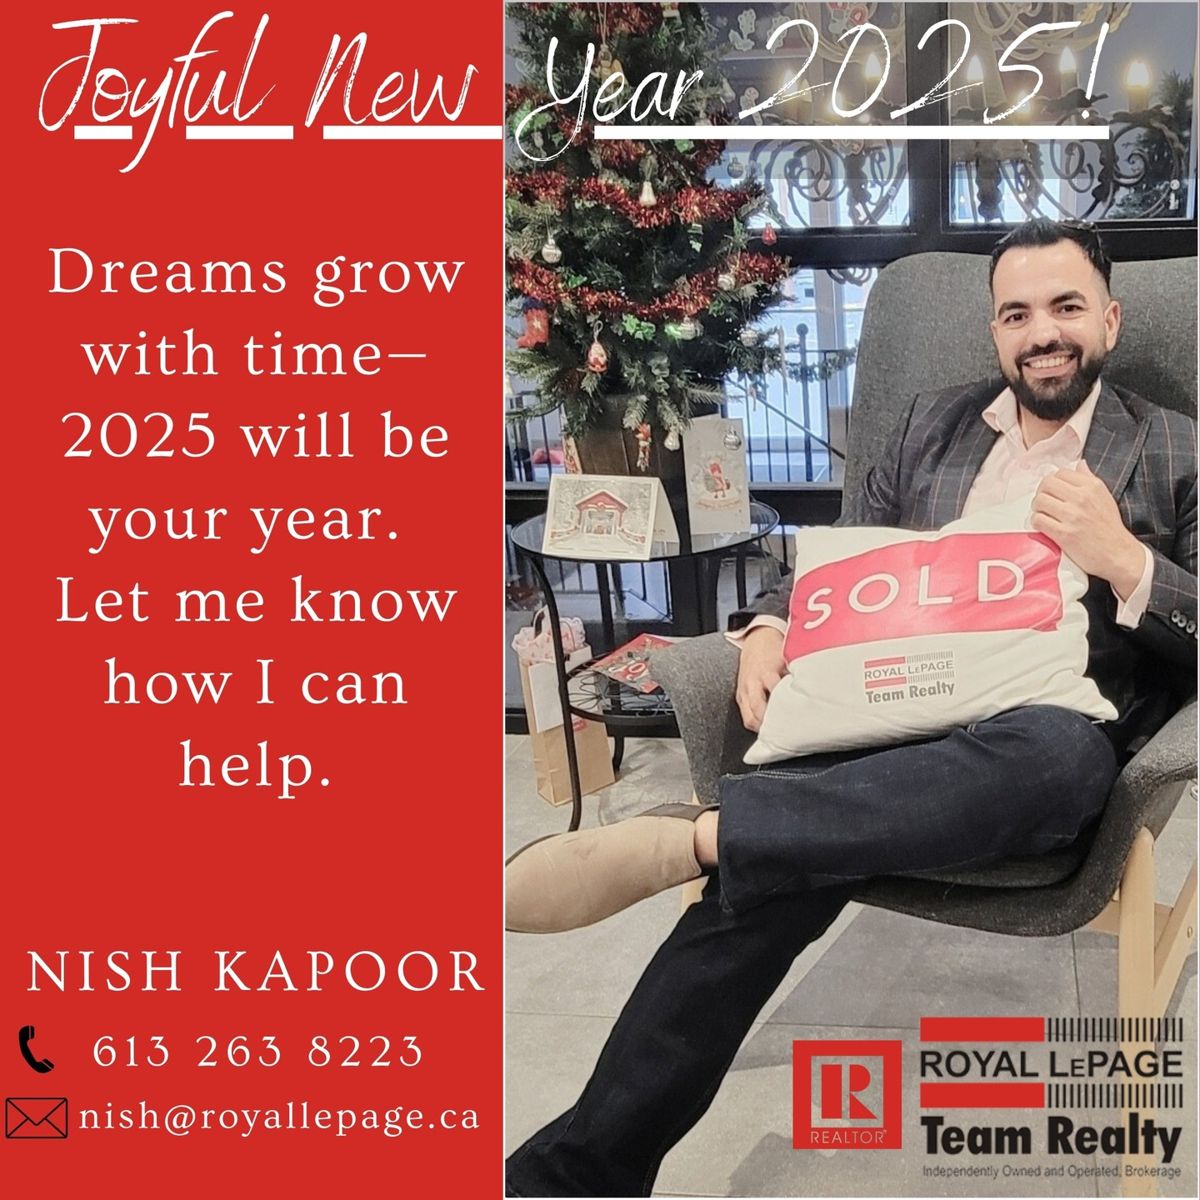 Joyful New Year 2025!
Dreams grow
with time—
2025 will be
your year.
Let me know
how I can
help.
NISH KAPOOR
613 263 8223
nish@royallepage.ca
SOLD
ROYAL LEPAGE
Team Realty
R
REALTOR
ROYAL LEPAGE
Team Realty
Independently Owned and Operated, Brokerage